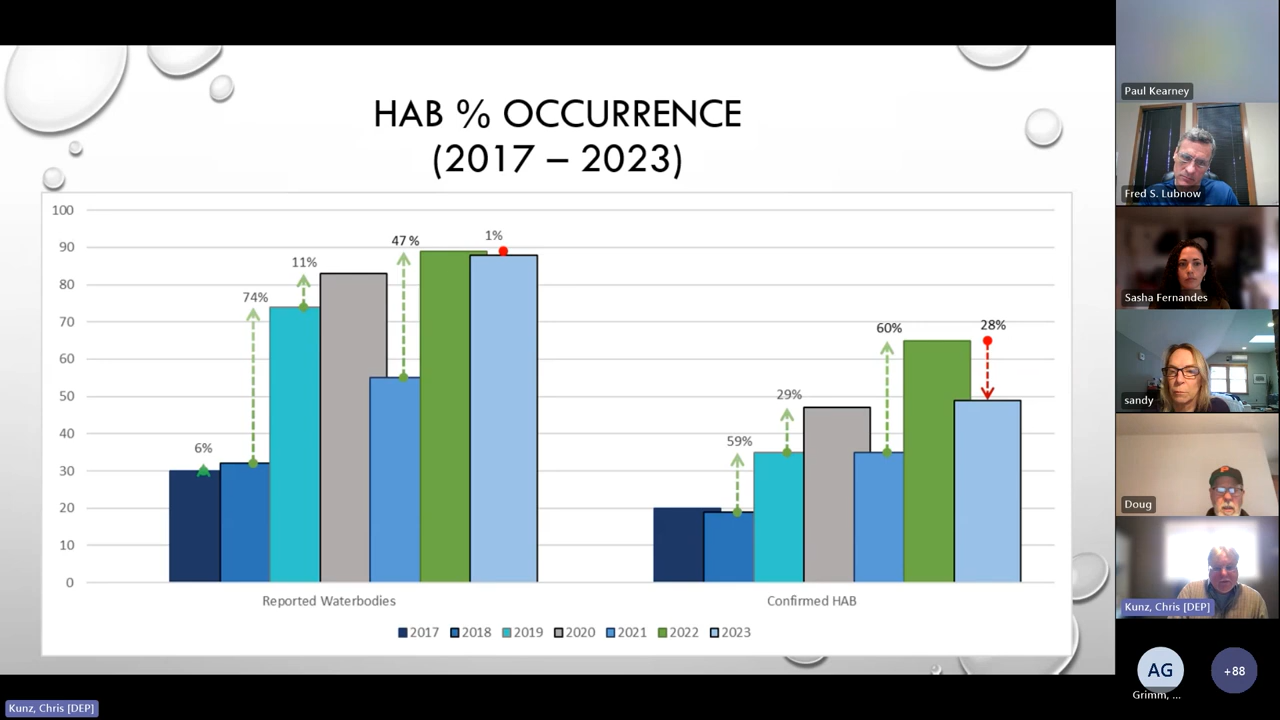 HAB % OCCURRENCE
(2017 – 2023)
100
90
80
70
60
50
40
30
20
10
0
6%
74%
11%
47 %
1%
59%
29%
60%
28%
Reported Waterbodies
Confirmed HAB
2017 2018 2019 2020 2021 2022 2023
Paul Kearney
Fred S. Lubnow
Sasha Fernandes
sandy
Doug
Kunz, Chris [DEP]
AG
Grimm, ...
+88
Kunz, Chris [DEP]